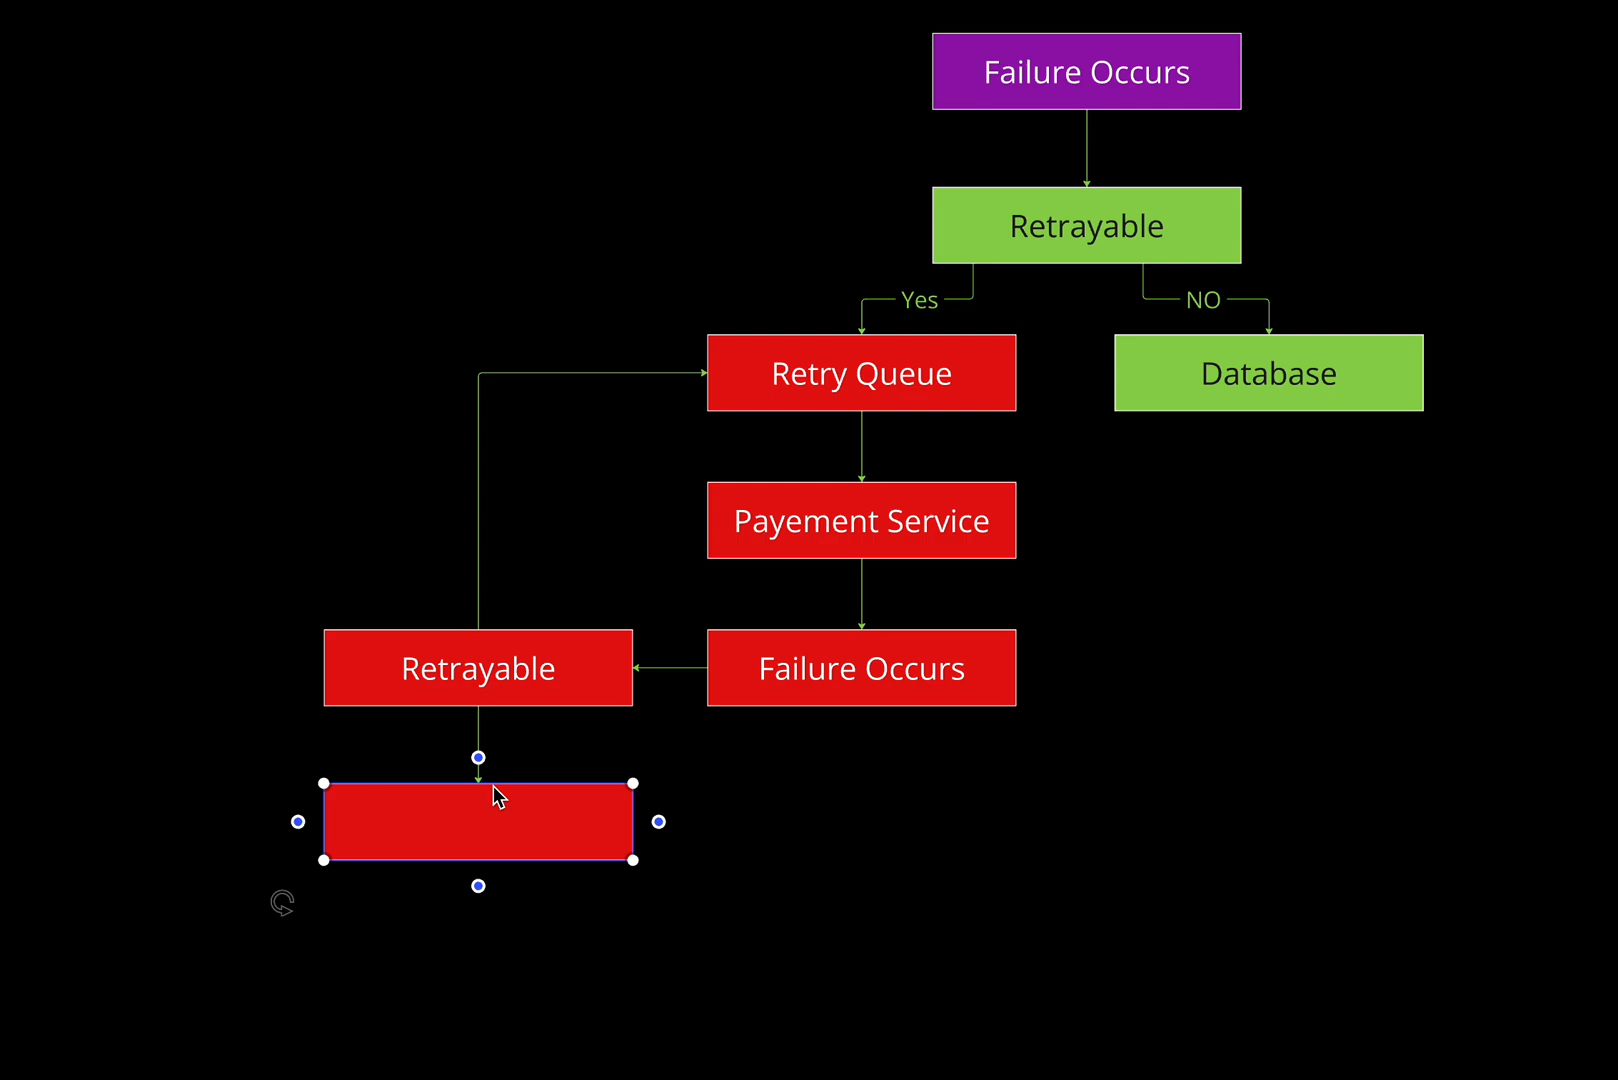 Failure Occurs
Retrayable
Yes
NO
Retry Queue
Database
Payement Service
Retrayable
Failure Occurs